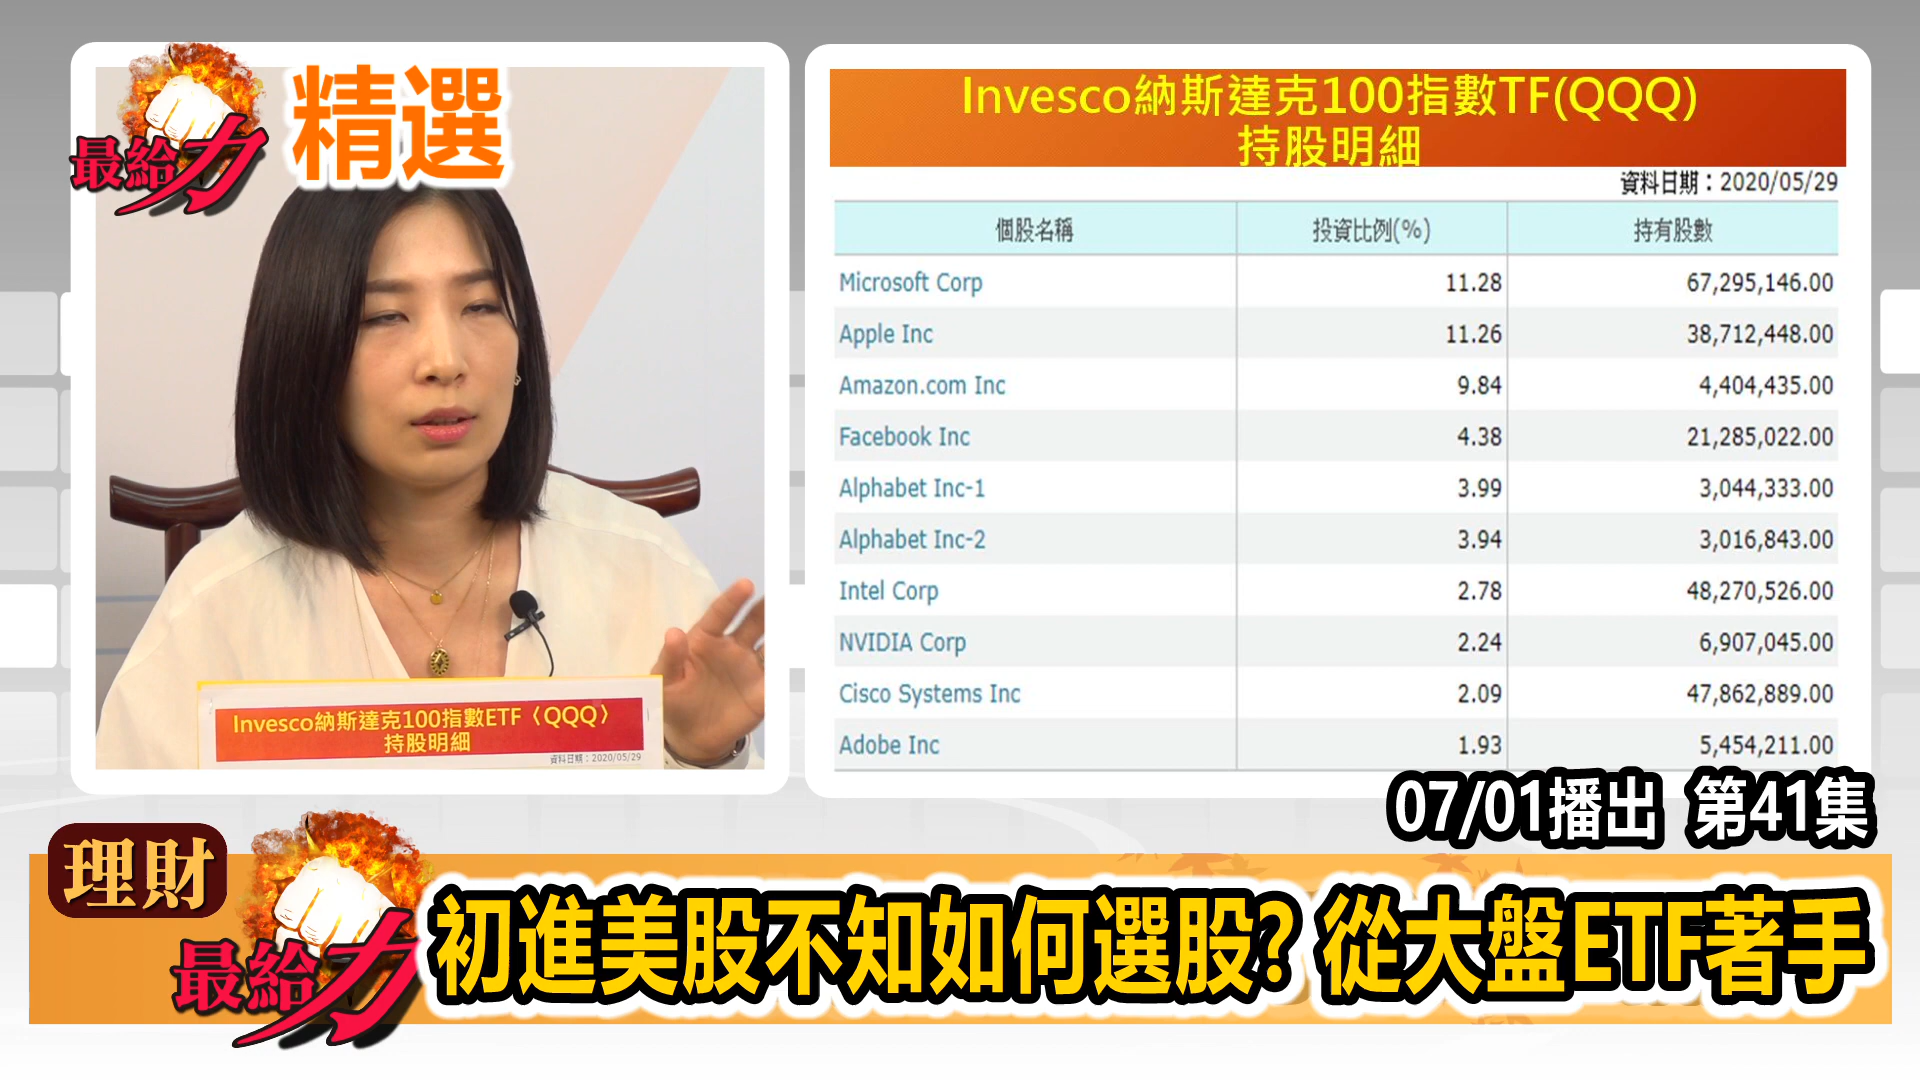 最給力
精選
Invesco納斯達克100指數TF(QQQ)
持股明細
資料日期：2020/05/29
個股名稱 投資比例(%) 持有股數
Microsoft Corp 11.28 67,295,146.00
Apple Inc 11.26 38,712,448.00
Amazon.com Inc 9.84 4,404,435.00
Facebook Inc 4.38 21,285,022.00
Alphabet Inc-1 3.99 3,044,333.00
Alphabet Inc-2 3.94 3,016,843.00
Intel Corp 2.78 48,270,526.00
NVIDIA Corp 2.24 6,907,045.00
Cisco Systems Inc 2.09 47,862,889.00
Adobe Inc 1.93 5,454,211.00
Invesco納斯達克100指數ETF〈QQQ〉
持股明細
資料日期：2020/05/29
07/01播出 第41集
理財
最給力
初進美股不知如何選股? 從大盤ETF著手